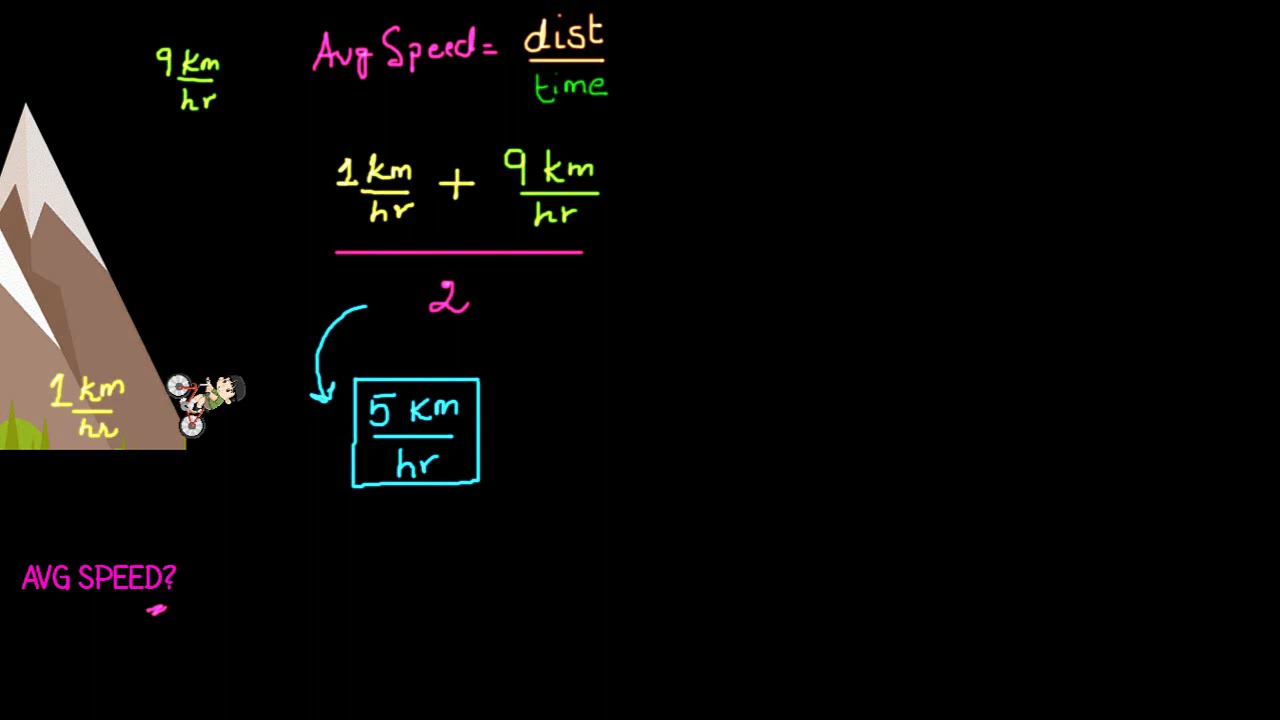 9 km
hr
Avg Speed = dist
time
1 km + 9 km
hr hr
2
1 km
hr
5 km
hr
AVG SPEED?